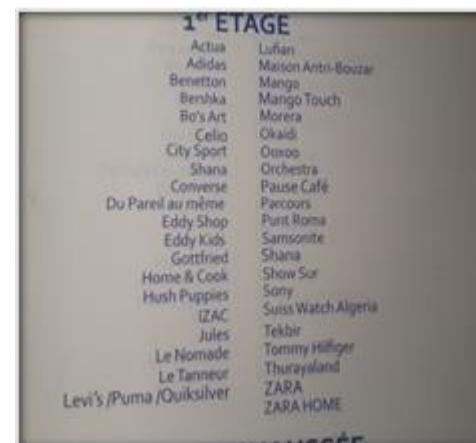 1er ETAGE
Actua
Adidas
Benetton
Bershka
Bo's Art
Celio
City Sport
Shana
Converse
Du Pareil au même
Eddy Shop
Eddy Kids
Gottfried
Home & Cook
Hush Puppies
IZAC
Jules
Le Nomade
Le Tanneur
Levi's /Puma /Quiksilver
Lufian
Maison Antri-Bouzar
Mango
Mango Touch
Morera
Okaidi
Ooxoo
Orchestra
Pause Café
Parcours
Punt Roma
Samsonite
Shana
Show Sur
Sony
Suiss Watch Algeria
Tekbir
Tommy Hilfiger
Thurayaland
ZARA
ZARA HOME